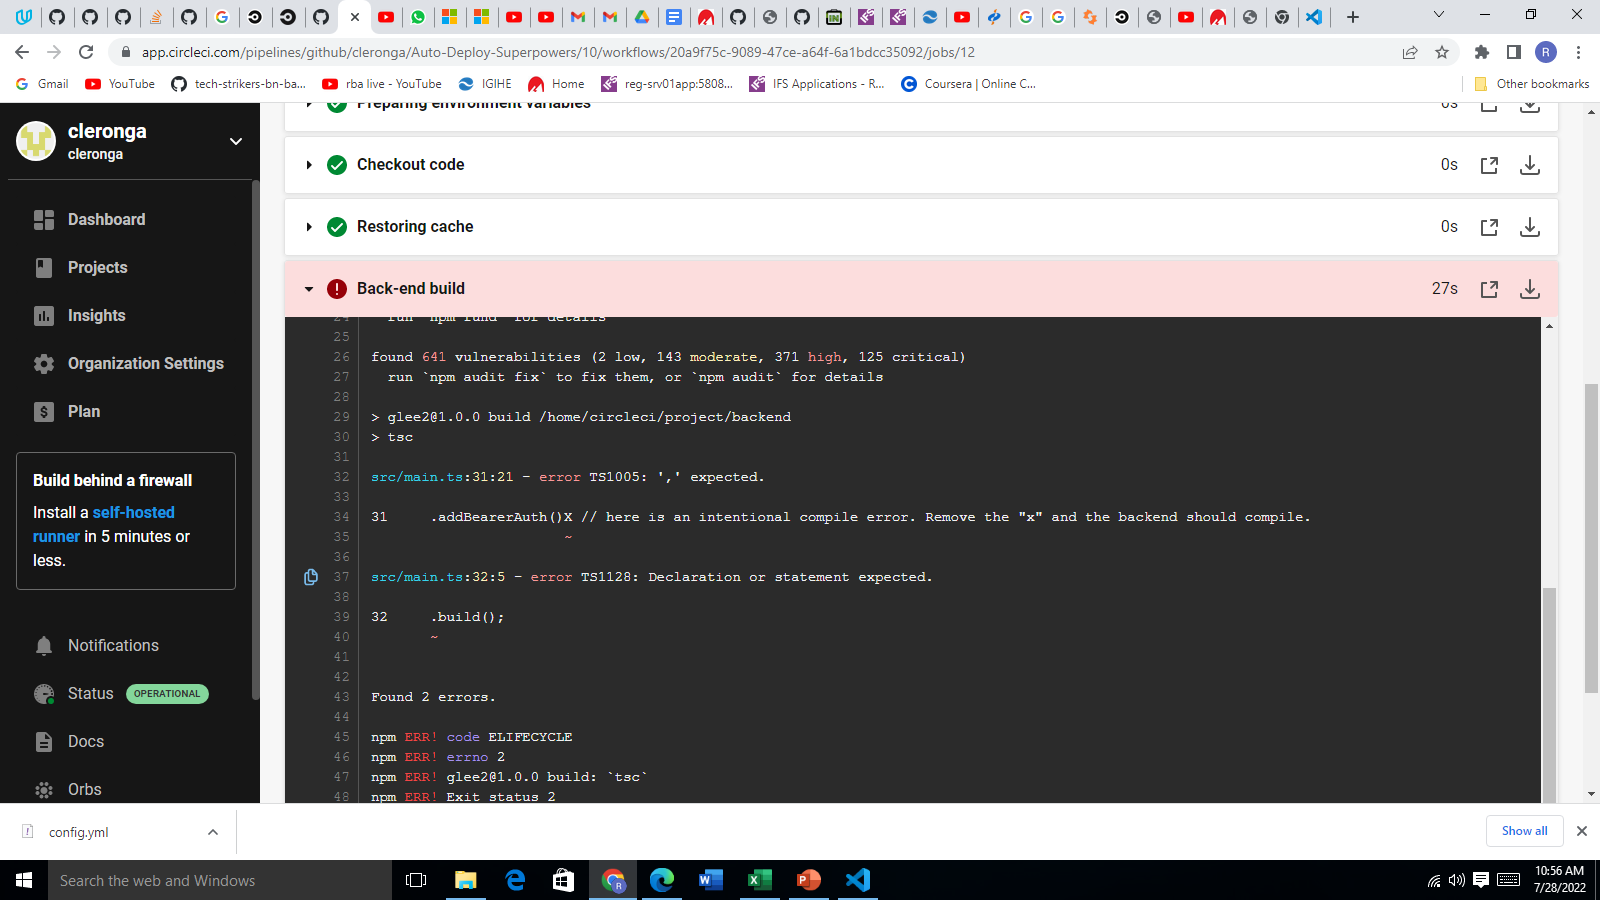 app.circleci.com/pipelines/github/cleronga/Auto-Deploy-Superpowers/10/workflows/20a9f75c-9089-47ce-a64f-6a1bdcc35092/jobs/12
R
Gmail
YouTube
tech-strikers-bn-ba...
rba live - YouTube
IGIHE
Home
reg-srv01app:5808...
IFS Applications - R...
Coursera | Online C...
Other bookmarks
cleronga
cleronga
Dashboard
Projects
Insights
Organization Settings
Plan
Build behind a firewall
Install a self-hosted
runner in 5 minutes or
less.
Notifications
Status OPERATIONAL
Docs
Orbs
Preparing environment variables 0s
Checkout code 0s
Restoring cache 0s
Back-end build 27s
24 run `npm fund` for details
25
26 found 641 vulnerabilities (2 low, 143 moderate, 371 high, 125 critical)
27 run `npm audit fix` to fix them, or `npm audit` for details
28
29 > glee2@1.0.0 build /home/circleci/project/backend
30 > tsc
31
32 src/main.ts:31:21 - error TS1005: ',' expected.
33
34 31 .addBearerAuth()X // here is an intentional compile error. Remove the "x" and the backend should compile.
35 ~
36
37 src/main.ts:32:5 - error TS1128: Declaration or statement expected.
38
39 32 .build();
40 ~
41
42
43 Found 2 errors.
44
45 npm ERR! code ELIFECYCLE
46 npm ERR! errno 2
47 npm ERR! glee2@1.0.0 build: `tsc`
48 npm ERR! Exit status 2
config.yml
Show all
Search the web and Windows
10:56 AM
7/28/2022